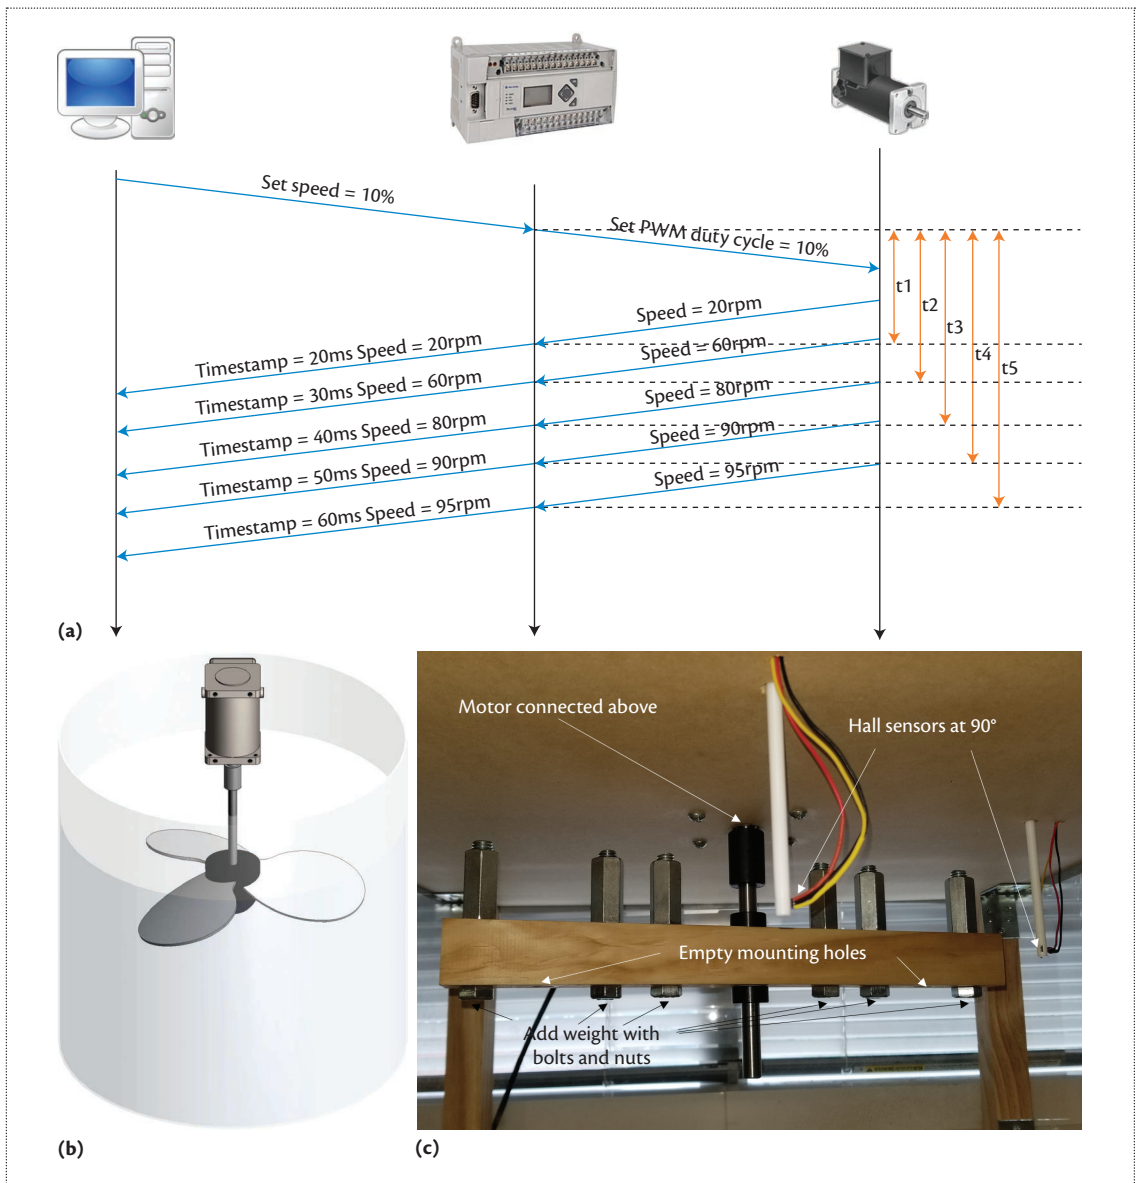 Set speed = 10%
Set PWM duty cycle = 10%
t1
Speed = 20rpm
t2
t3
Timestamp = 20ms Speed = 20rpm
Speed = 60rpm
t4
t5
Timestamp = 30ms Speed = 60rpm
Speed = 80rpm
Timestamp = 40ms Speed = 80rpm
Speed = 90rpm
Timestamp = 50ms Speed = 90rpm
Speed = 95rpm
Timestamp = 60ms Speed = 95rpm
(a)
Motor connected above
Hall sensors at 90°
Empty mounting holes
Add weight with
bolts and nuts
(b)
(c)